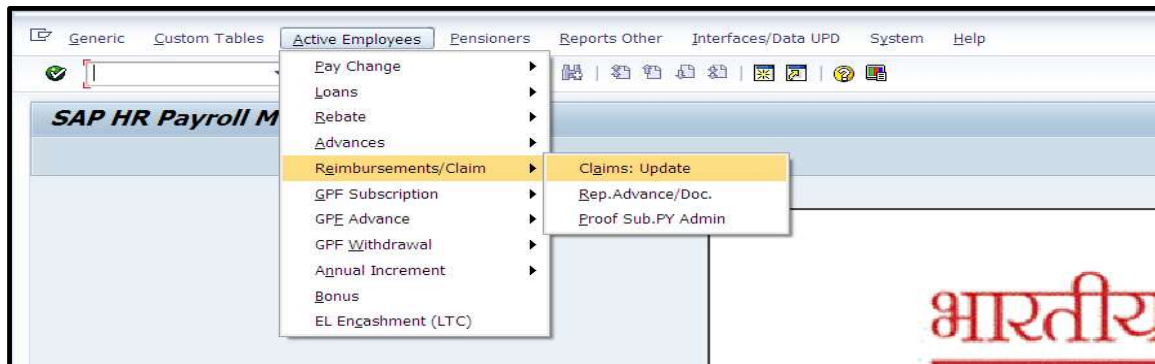 Generic Custom Tables Active Employees Pensioners Reports Other Interfaces/Data UPD System Help
SAP HR Payroll M
Pay Change
Loans
Rebate
Advances
Reimbursements/Claim
GPF Subscription
GPF Advance
GPF Withdrawal
Annual Increment
Bonus
EL Encashment (LTC)
Claims: Update
Rep.Advance/Doc.
Proof Sub.PY Admin
भारतीय